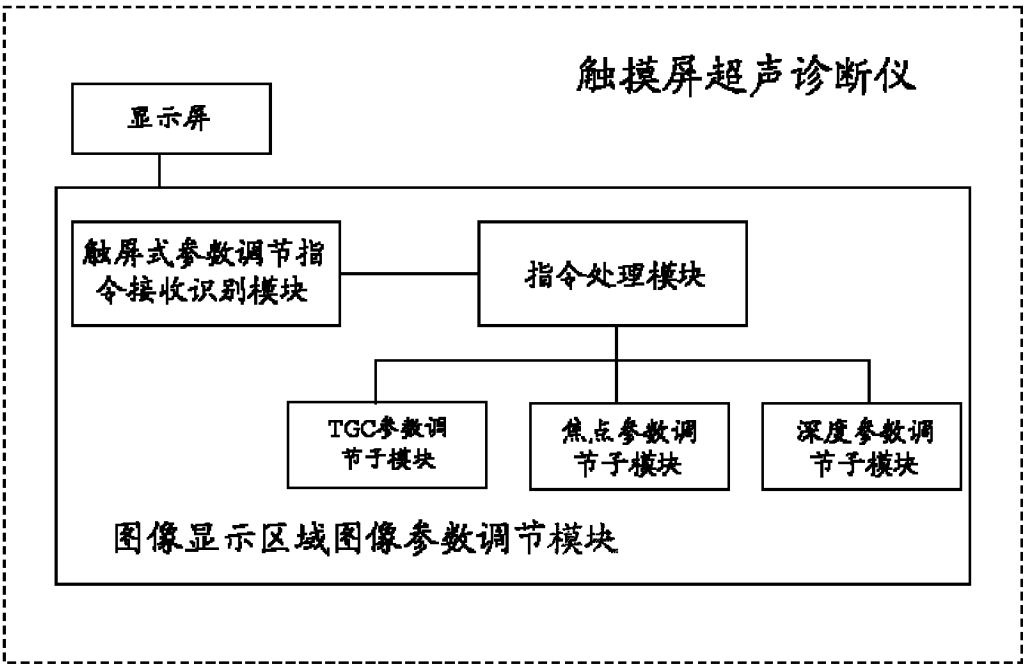 触摸屏超声诊断仪
显示屏
触屏式参数调节指
令接收识别模块
指令处理模块
TGC参数调
节子模块
焦点参数调
节子模块
深度参数调
节子模块
图像显示区域图像参数调节模块